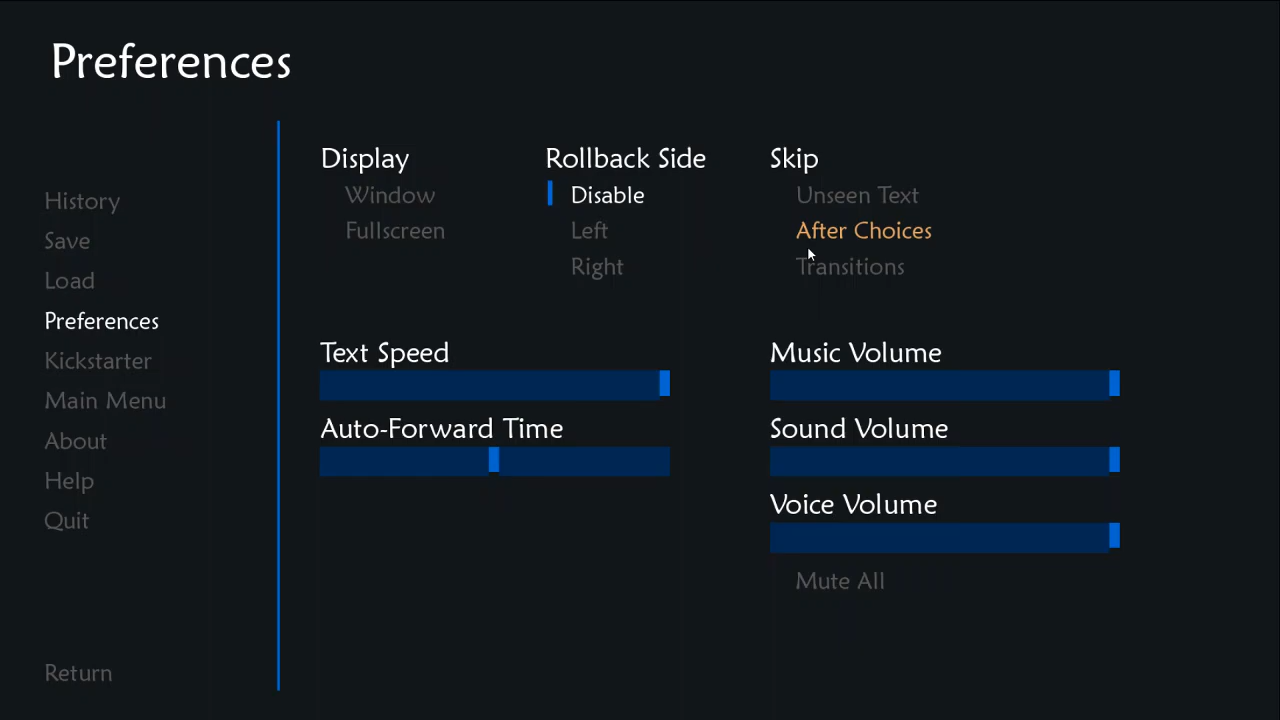 Preferences
History
Save
Load
Preferences
Kickstarter
Main Menu
About
Help
Quit
Return
Display
Window
Fullscreen
Rollback Side
Disable
Left
Right
Skip
Unseen Text
After Choices
Transitions
Text Speed
Auto-Forward Time
Music Volume
Sound Volume
Voice Volume
Mute All